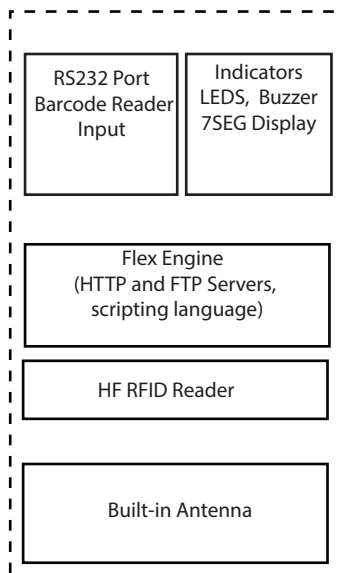 RS232 Port
Barcode Reader
Input
Indicators
LEDS, Buzzer
7SEG Display
Flex Engine
(HTTP and FTP Servers,
scripting language)
HF RFID Reader
Built-in Antenna